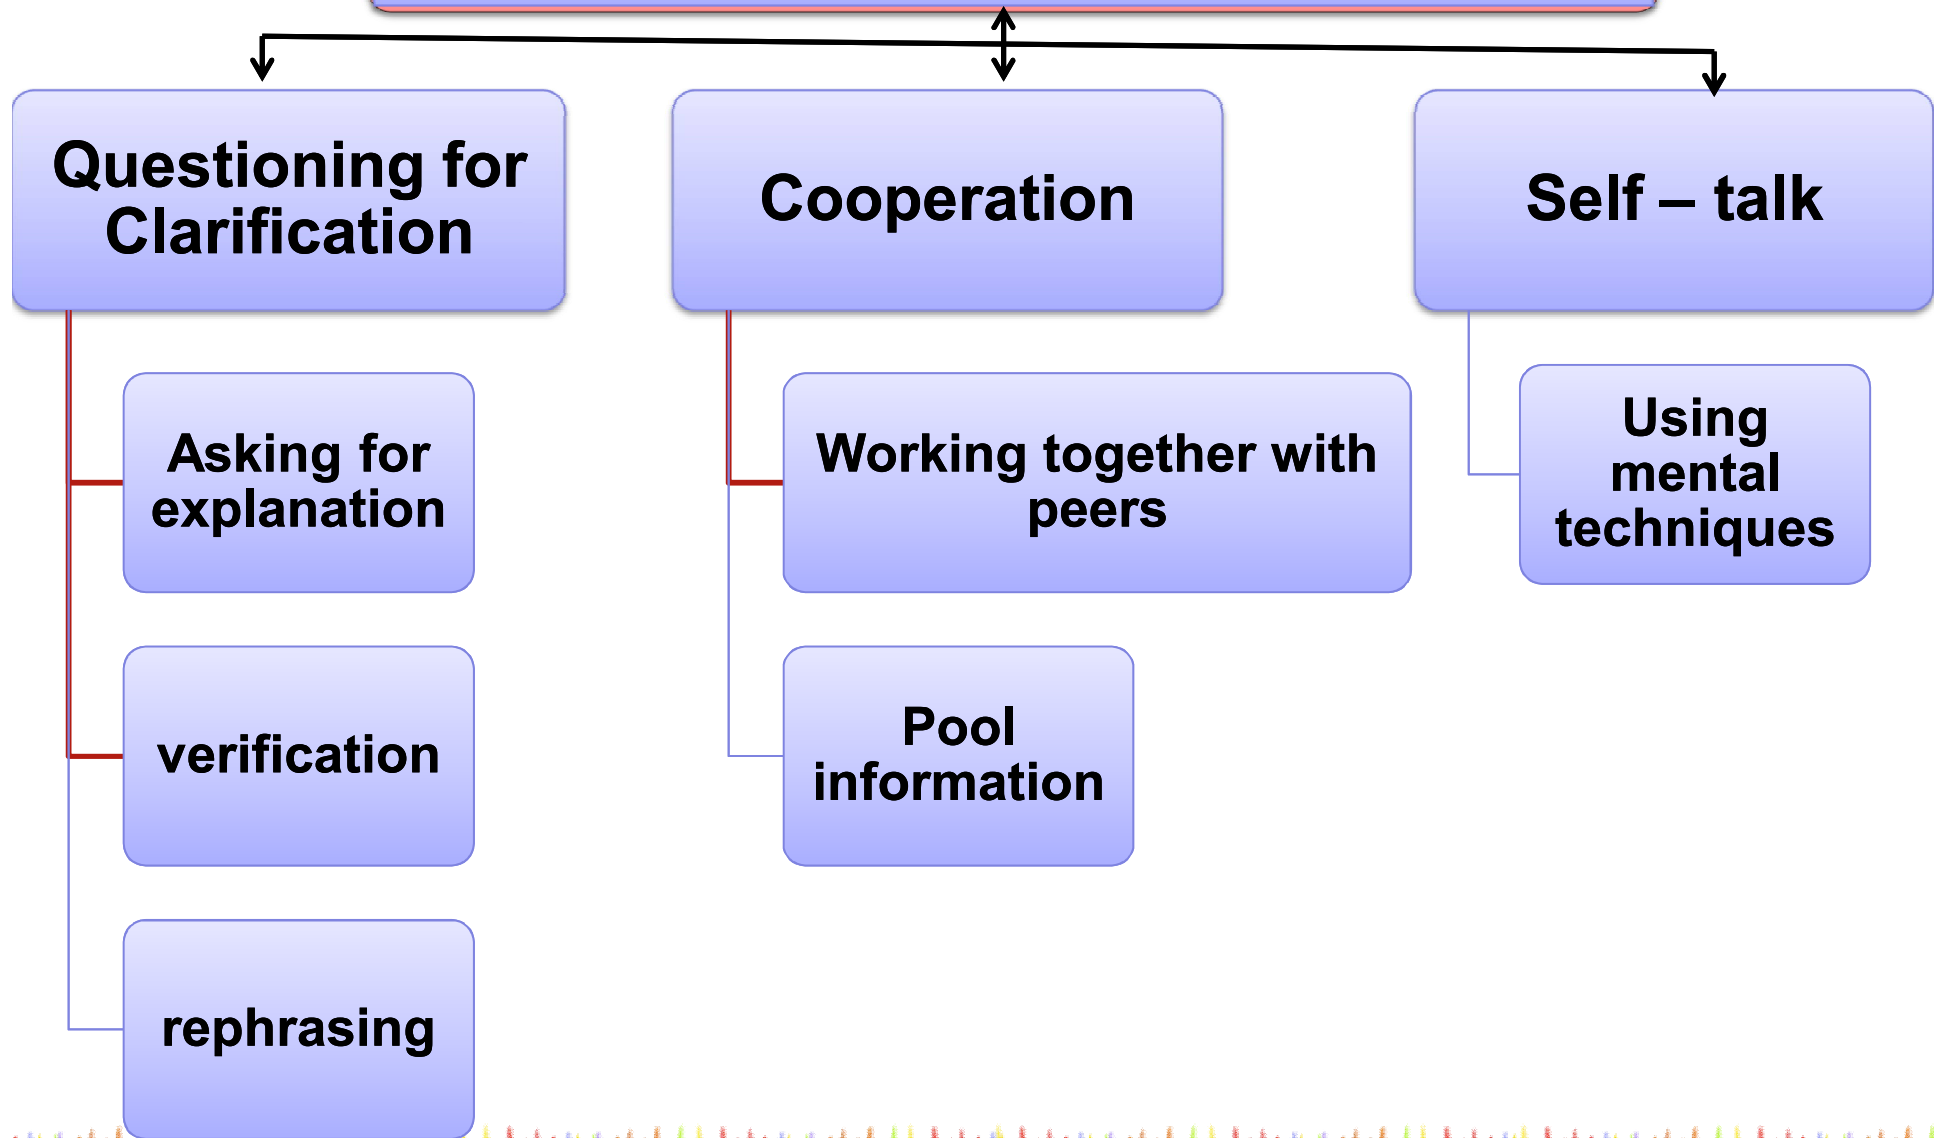 Questioning for
Clarification
Cooperation
Self – talk
Asking for
explanation
Working together with
peers
Using
mental
techniques
verification
Pool
information
rephrasing